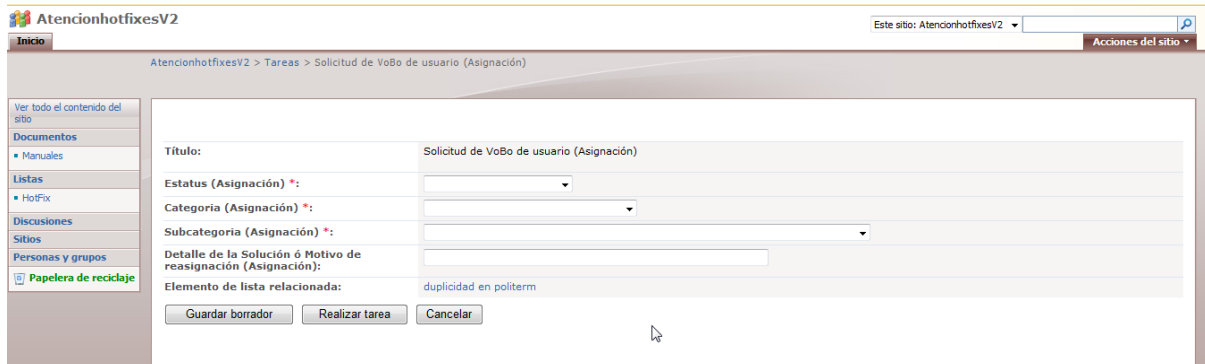 AtencionhotfixesV2
Este sitio: AtencionhotfixesV2
Inicio
Acciones del sitio
AtencionhotfixesV2 > Tareas > Solicitud de VoBo de usuario (Asignación)
Ver todo el contenido del
sitio
Documentos
Manuales
Listas
HotFix
Discusiones
Sitios
Personas y grupos
Papelera de reciclaje
Título: Solicitud de VoBo de usuario (Asignación)
Estatus (Asignación) *:
Categoria (Asignación) *:
Subcategoria (Asignación) *:
Detalle de la Solución ó Motivo de
reasignación (Asignación):
Elemento de lista relacionada: duplicidad en politerm
Guardar borrador Realizar tarea Cancelar